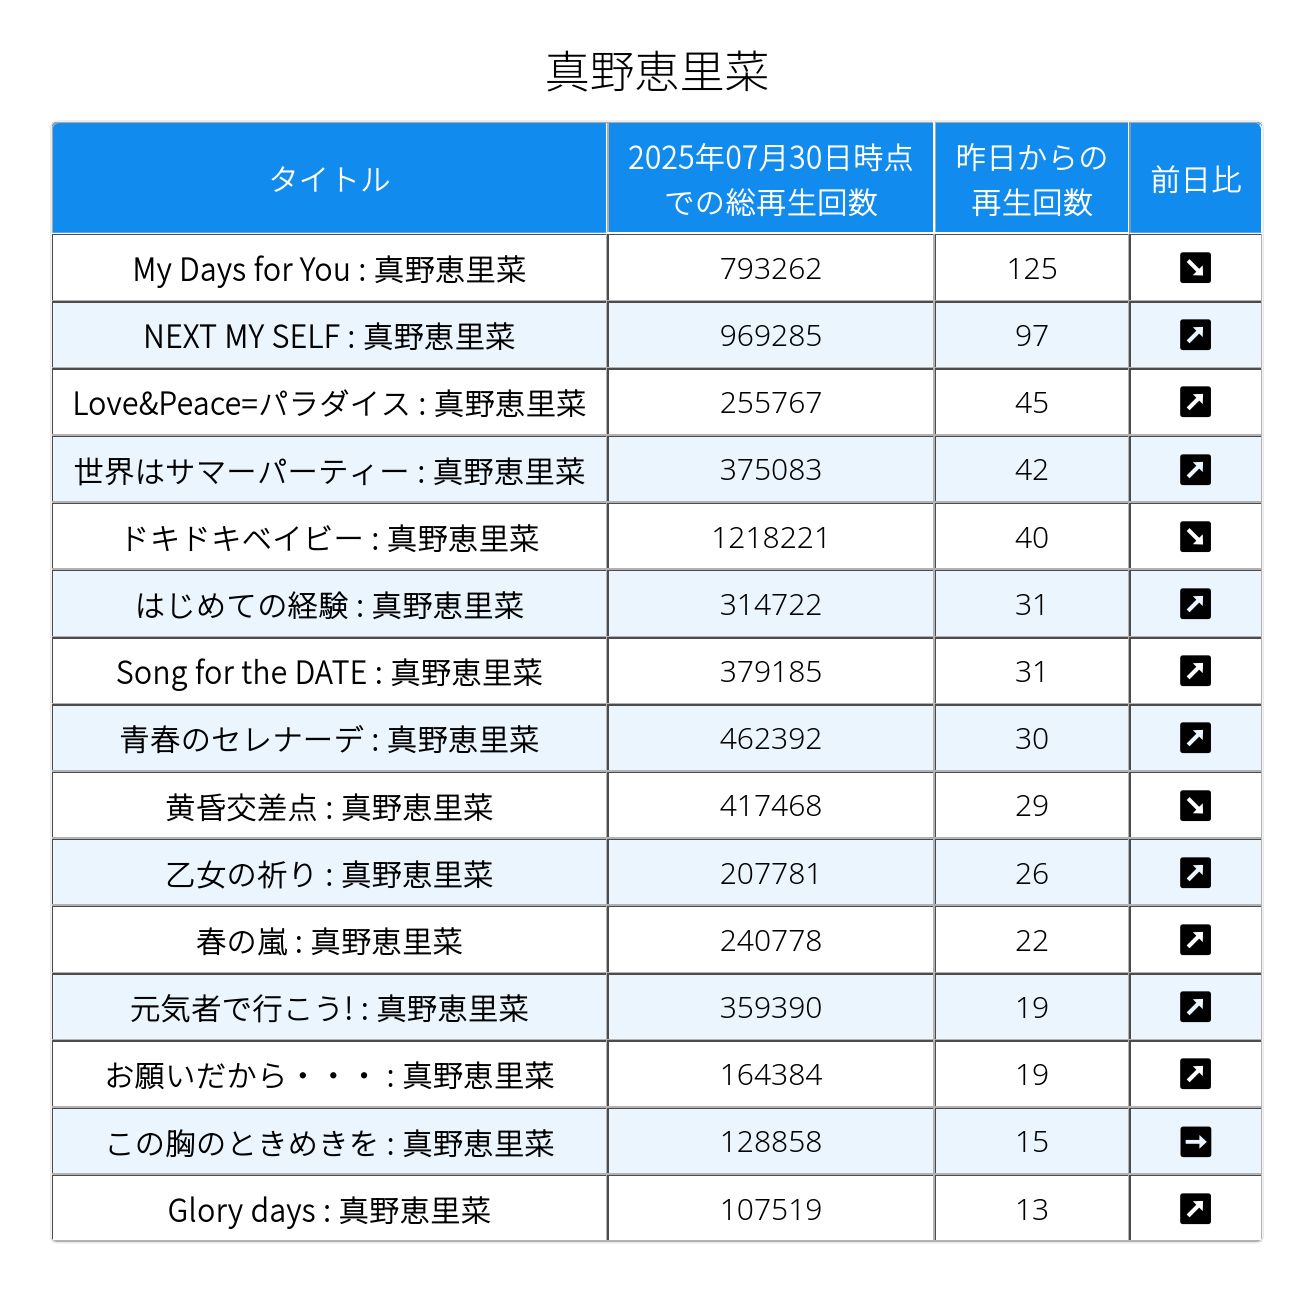 真野恵里菜
タイトル 2025年07月30日時点での総再生回数 昨日からの再生回数 前日比
My Days for You : 真野恵里菜 793262 125 ↘
NEXT MY SELF : 真野恵里菜 969285 97 ↗
Love&Peace=パラダイス : 真野恵里菜 255767 45 ↗
世界はサマーパーティー : 真野恵里菜 375083 42 ↗
ドキドキベイビー : 真野恵里菜 1218221 40 ↘
はじめての経験 : 真野恵里菜 314722 31 ↗
Song for the DATE : 真野恵里菜 379185 31 ↗
青春のセレナーデ : 真野恵里菜 462392 30 ↗
黄昏交差点 : 真野恵里菜 417468 29 ↘
乙女の祈り : 真野恵里菜 207781 26 ↗
春の嵐 : 真野恵里菜 240778 22 ↗
元気者で行こう! : 真野恵里菜 359390 19 ↗
お願いだから・・・ : 真野恵里菜 164384 19 ↗
この胸のときめきを : 真野恵里菜 128858 15 →
Glory days : 真野恵里菜 107519 13 ↗